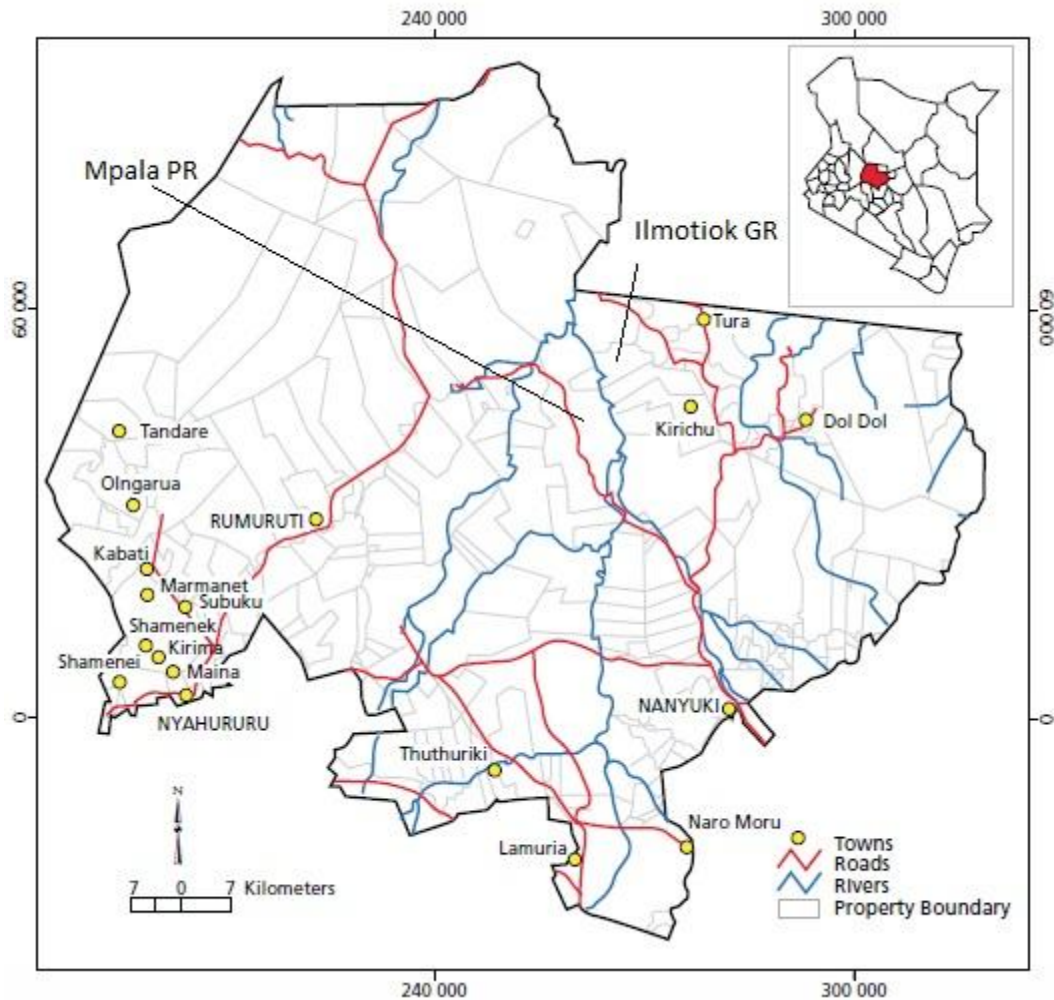 240 000
300 000
Mpala PR
Ilmotiok GR
60 000
60 000
Tura
Kirichu
Dol Dol
Tandare
Olngarua
RUMURUTI
Kabati
Marmanet
Subuku
Shamenek
Kirima
Shamenei
Maina
NYAHURURU
NANYUKI
0
0
Thuthuriki
Naro Moru
Lamuria
N
7 0 7 Kilometers
Towns
Roads
Rivers
Property Boundary
240 000
300 000